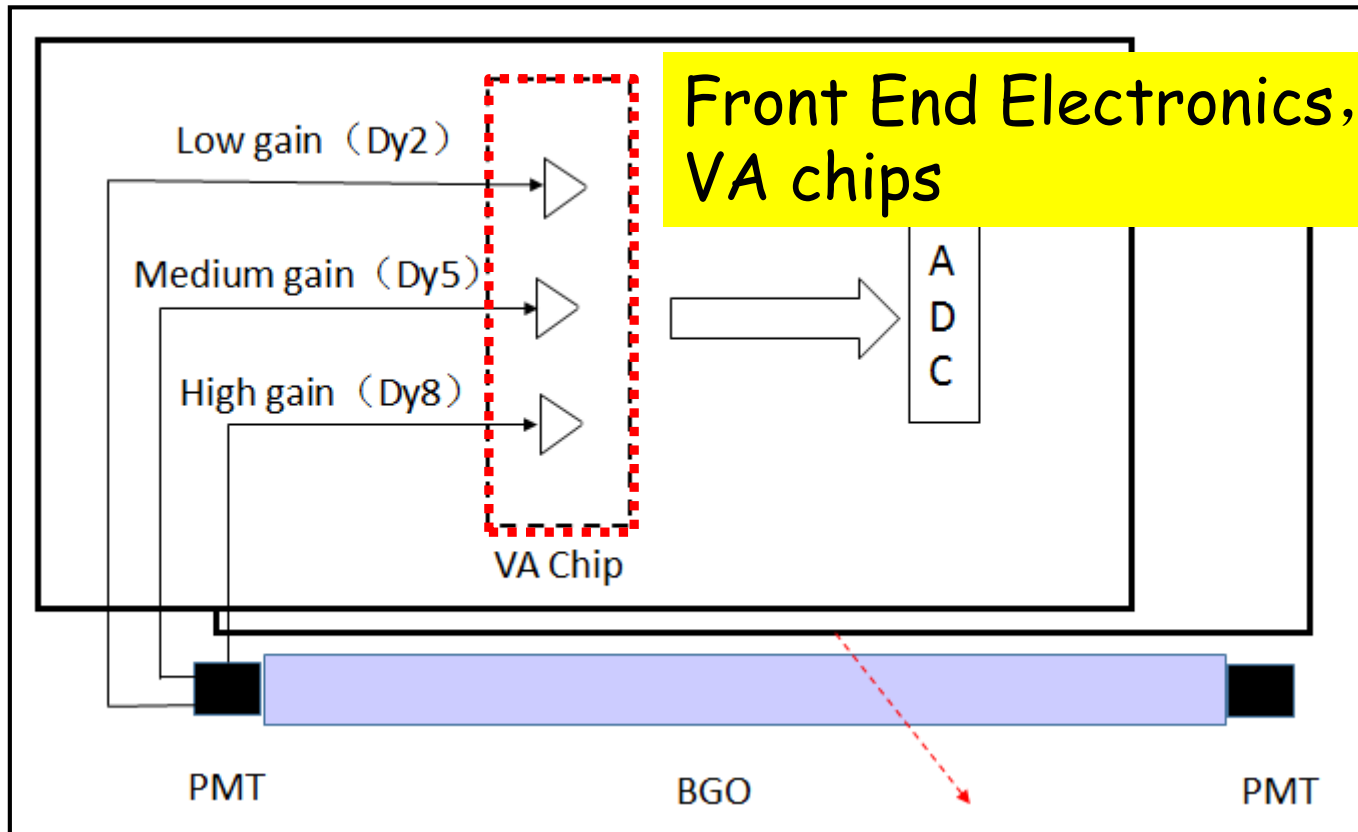 Front End Electronics，
VA chips
Low gain（Dy2）
Medium gain（Dy5）
High gain（Dy8）
A
D
C
VA Chip
PMT
BGO
PMT